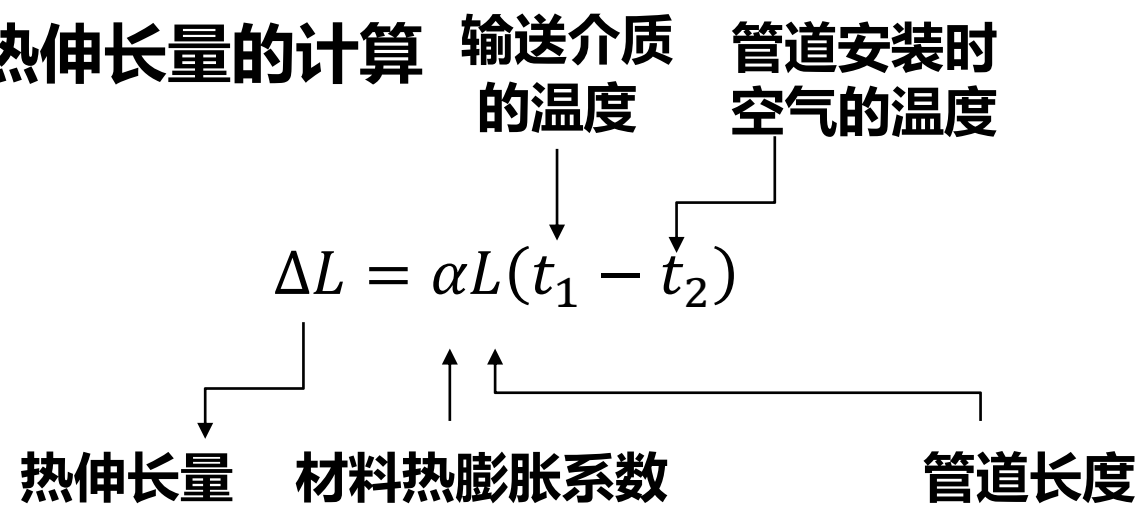 热伸长量的计算
输送介质
的温度
管道安装时
空气的温度
ΔL = αL(t₁ − t₂)
热伸长量
材料热膨胀系数
管道长度